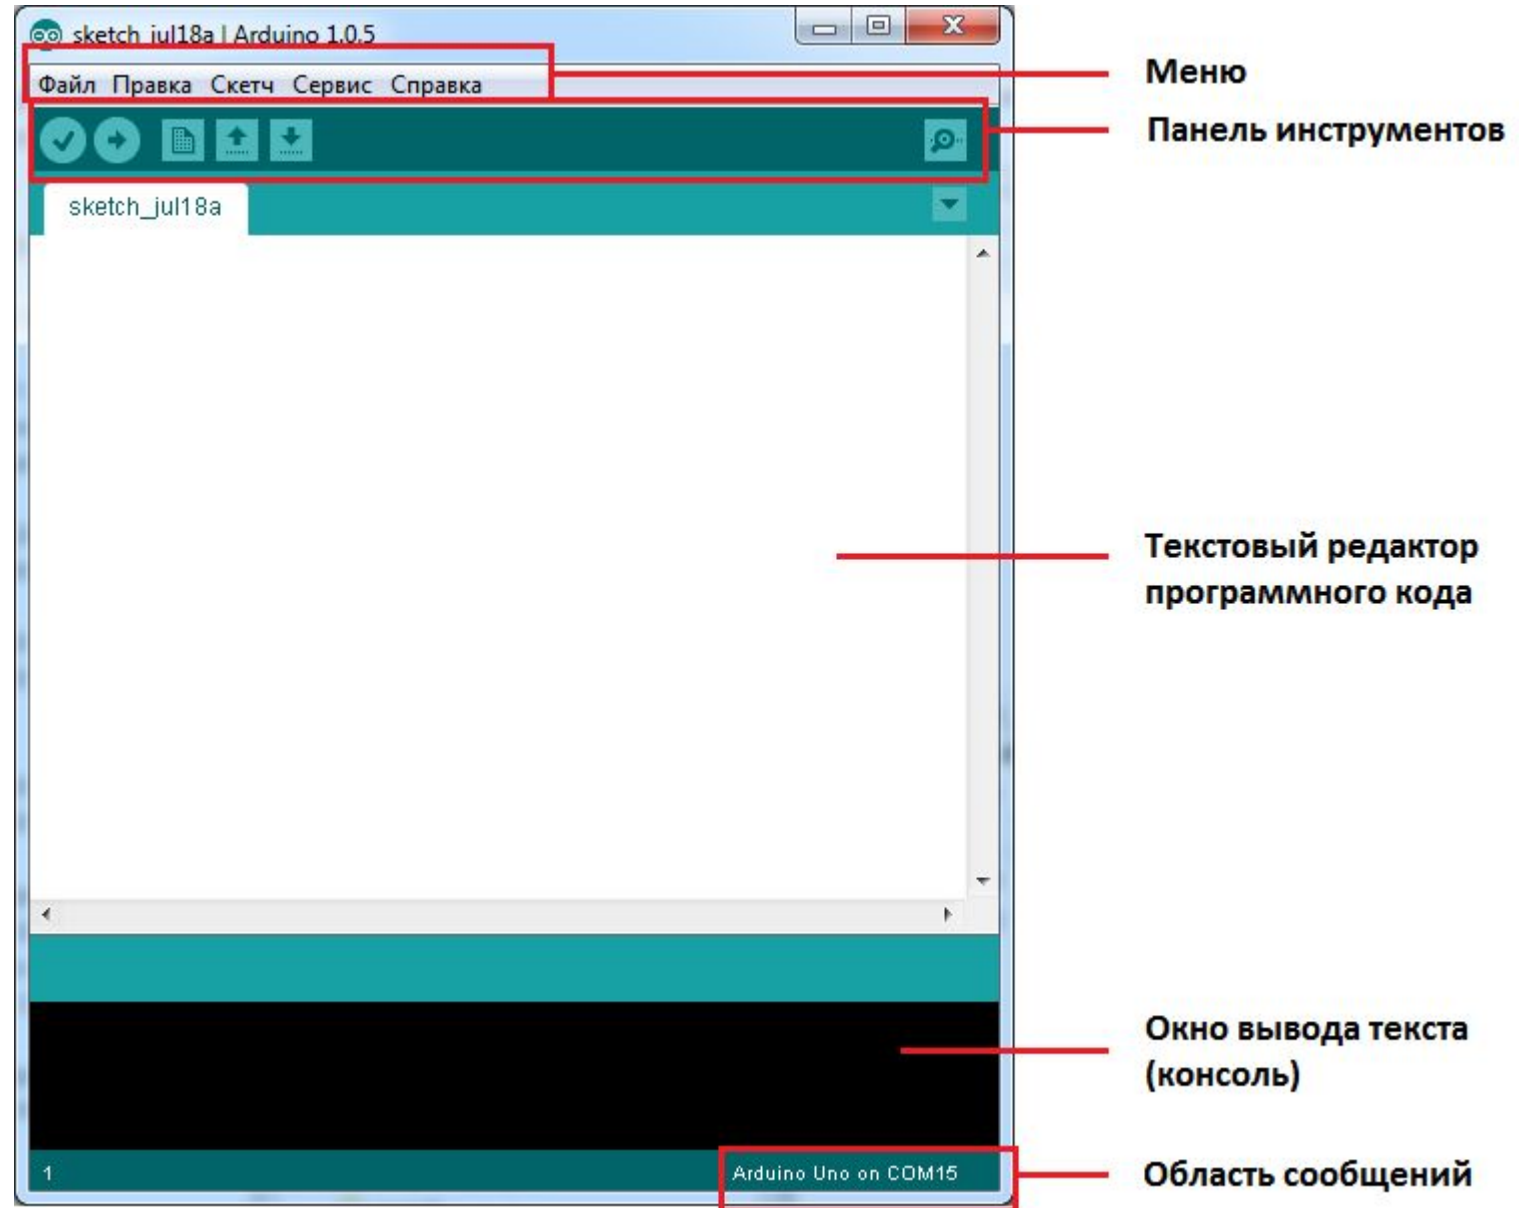 sketch_jul18a | Arduino 1.0.5
Файл Правка Скетч Сервис Справка
Меню
Панель инструментов
sketch_jul18a
Текстовый редактор
программного кода
Окно вывода текста
(консоль)
1
Arduino Uno on COM15
Область сообщений